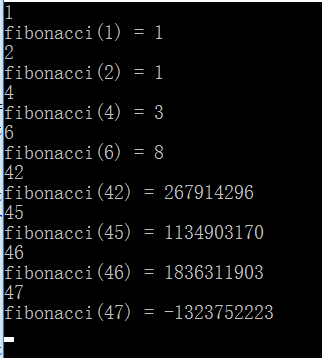 1
fibonacci(1) = 1
2
fibonacci(2) = 1
4
fibonacci(4) = 3
6
fibonacci(6) = 8
42
fibonacci(42) = 267914296
45
fibonacci(45) = 1134903170
46
fibonacci(46) = 1836311903
47
fibonacci(47) = -1323752223